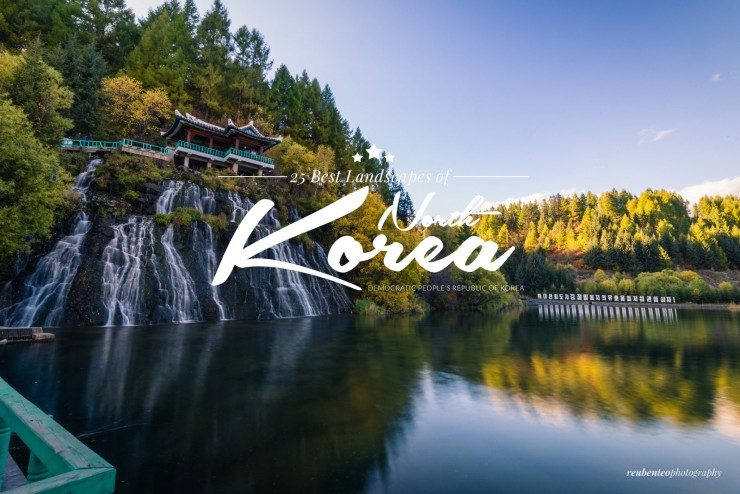 25 Best Landscapes of
North
Korea
DEMOCRATIC PEOPLE'S REPUBLIC OF KOREA
reubenteophotography